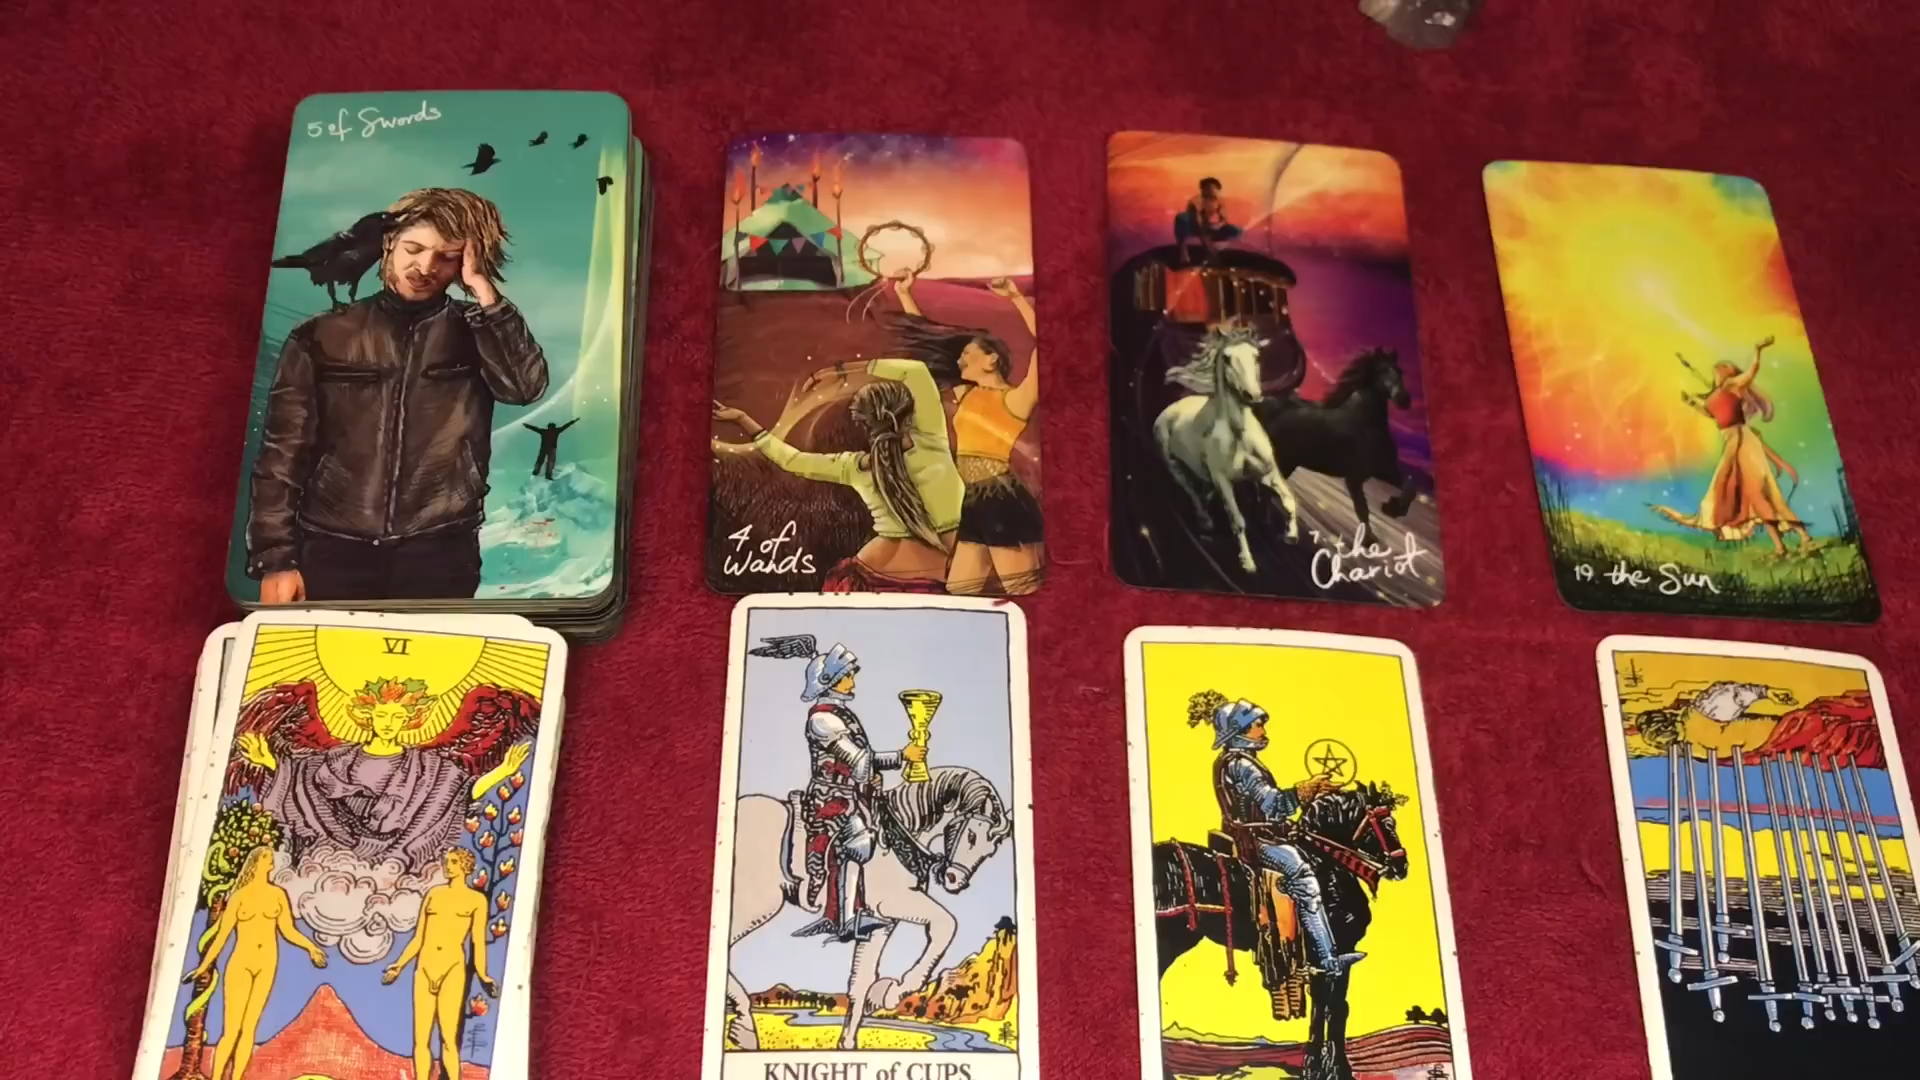 5 of Swords
4 of
Wands
7. the
Chariot
19 the Sun
VI
KNIGHT of CUPS.